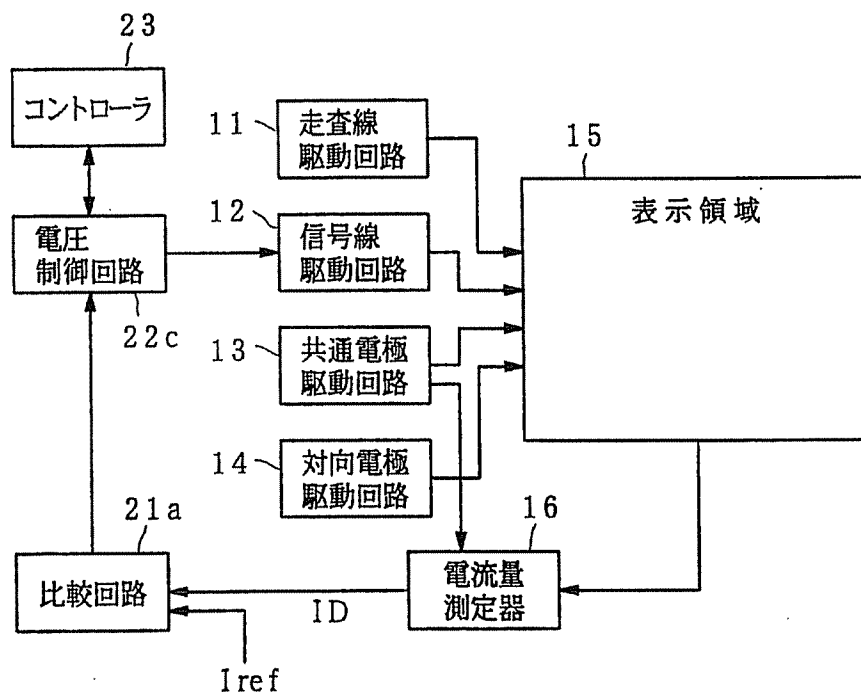 23
コントローラ
11
走査線
駆動回路
15
表示領域
12
信号線
駆動回路
電圧
制御回路
22c
13
共通電極
駆動回路
14
対向電極
駆動回路
21a
比較回路
16
電流量
測定器
ID
Iref